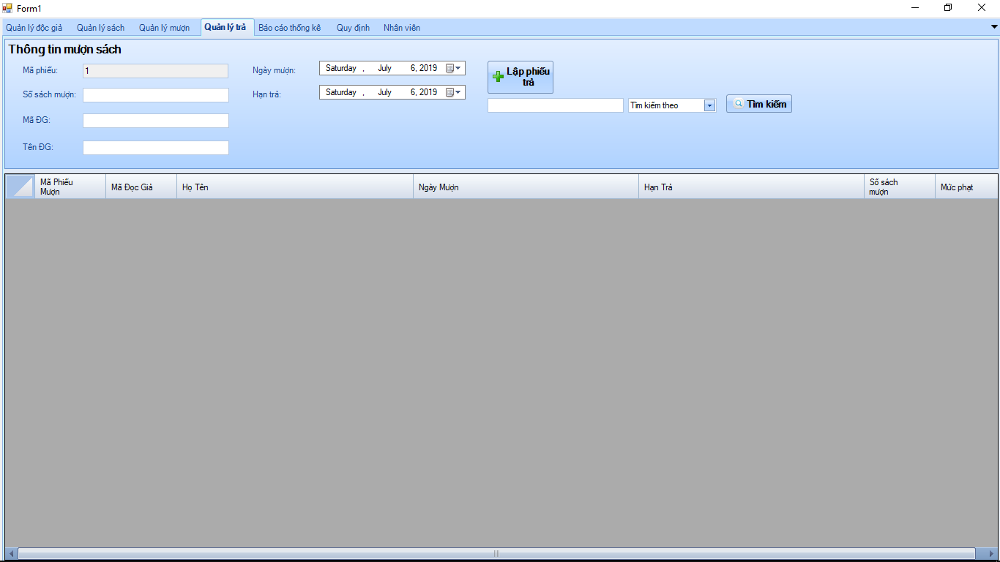 Form1
Quản lý độc giả Quản lý sách Quản lý mượn Quản lý trả Báo cáo thống kê Quy định Nhân viên
Thông tin mượn sách
Mã phiếu: 1 Ngày mượn: Saturday , July 6, 2019
Lập phiếu
trả
Số sách mượn: Hạn trả: Saturday , July 6, 2019
Tìm kiếm theo Tìm kiếm
Mã ĐG:
Tên ĐG:
Mã Phiếu
Mượn
Mã Đọc Giả Họ Tên Ngày Mượn Hạn Trả
Số sách
mượn
Mức phạt